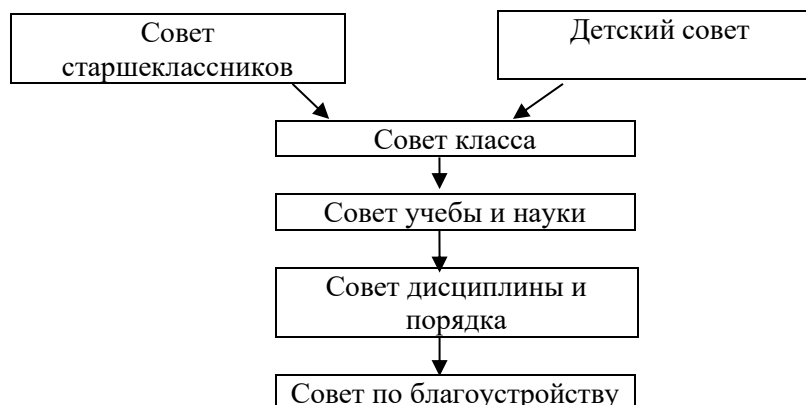 Совет
старшеклассников
Детский совет
Совет класса
Совет учебы и науки
Совет дисциплины и
порядка
Совет по благоустройству